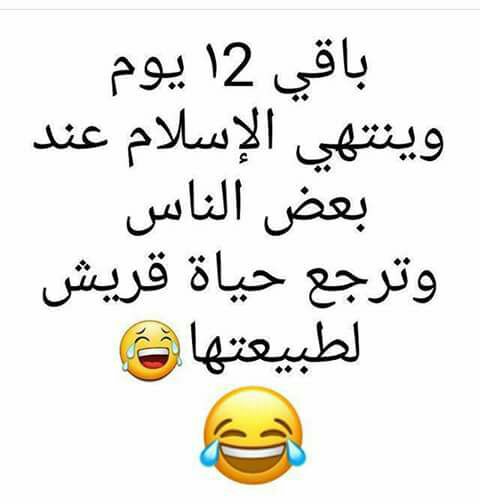 باقي 12 يوم
وينتهي الإسلام عند
بعض الناس
وترجع حياة قريش
لطبيعتها😂
😂